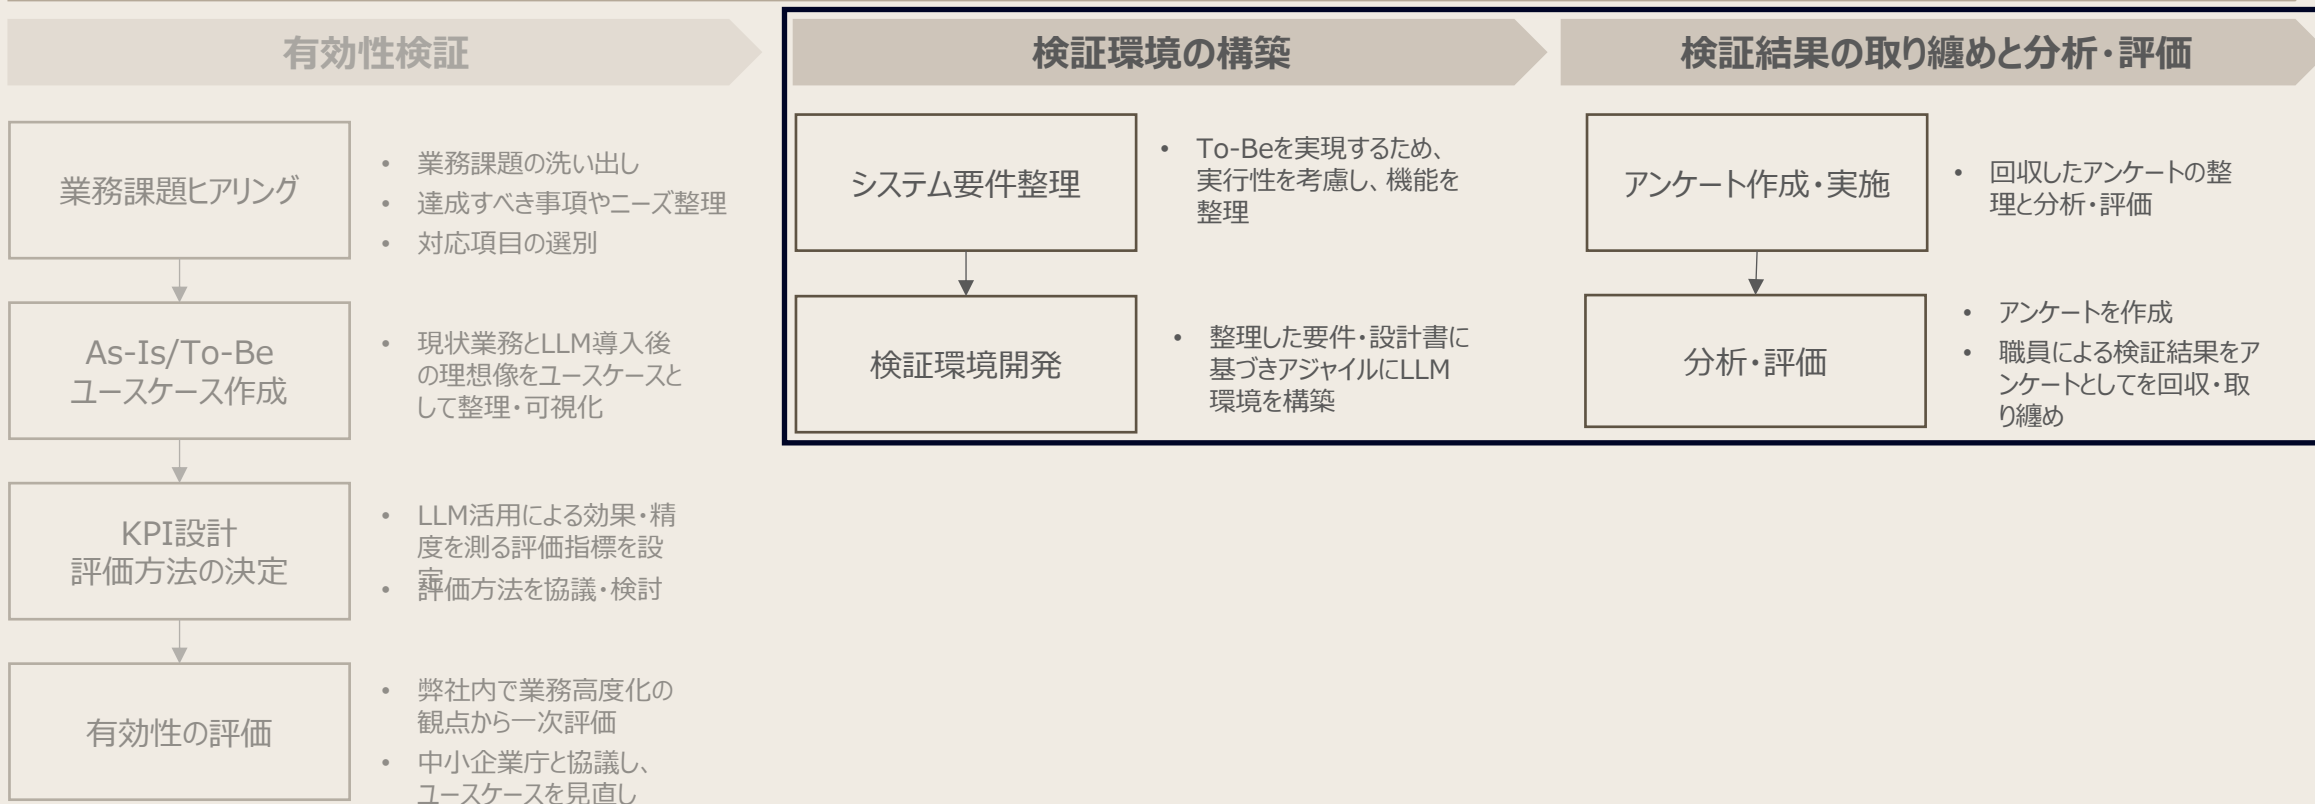 有効性検証
業務課題ヒアリング
• 業務課題の洗い出し
• 達成すべき事項やニーズ整理
• 対応項目の選別
As-Is/To-Be
ユースケース作成
• 現状業務とLLM導入後
の理想像をユースケースと
して整理・可視化
KPI設計
評価方法の決定
• LLM活用による効果・精
度を測る評価指標を設
定
• 評価方法を協議・検討
有効性の評価
• 弊社内で業務高度化の
観点から一次評価
• 中小企業庁と協議し、
ユースケースを見直し
検証環境の構築
システム要件整理
• To-Beを実現するため、
実行性を考慮し、機能を
整理
検証環境開発
• 整理した要件・設計書に
基づきアジャイルにLLM
環境を構築
検証結果の取り纏めと分析・評価
アンケート作成・実施
• 回収したアンケートの整
理と分析・評価
分析・評価
• アンケートを作成
• 職員による検証結果をア
ンケートとしてを回収・取
り纏め